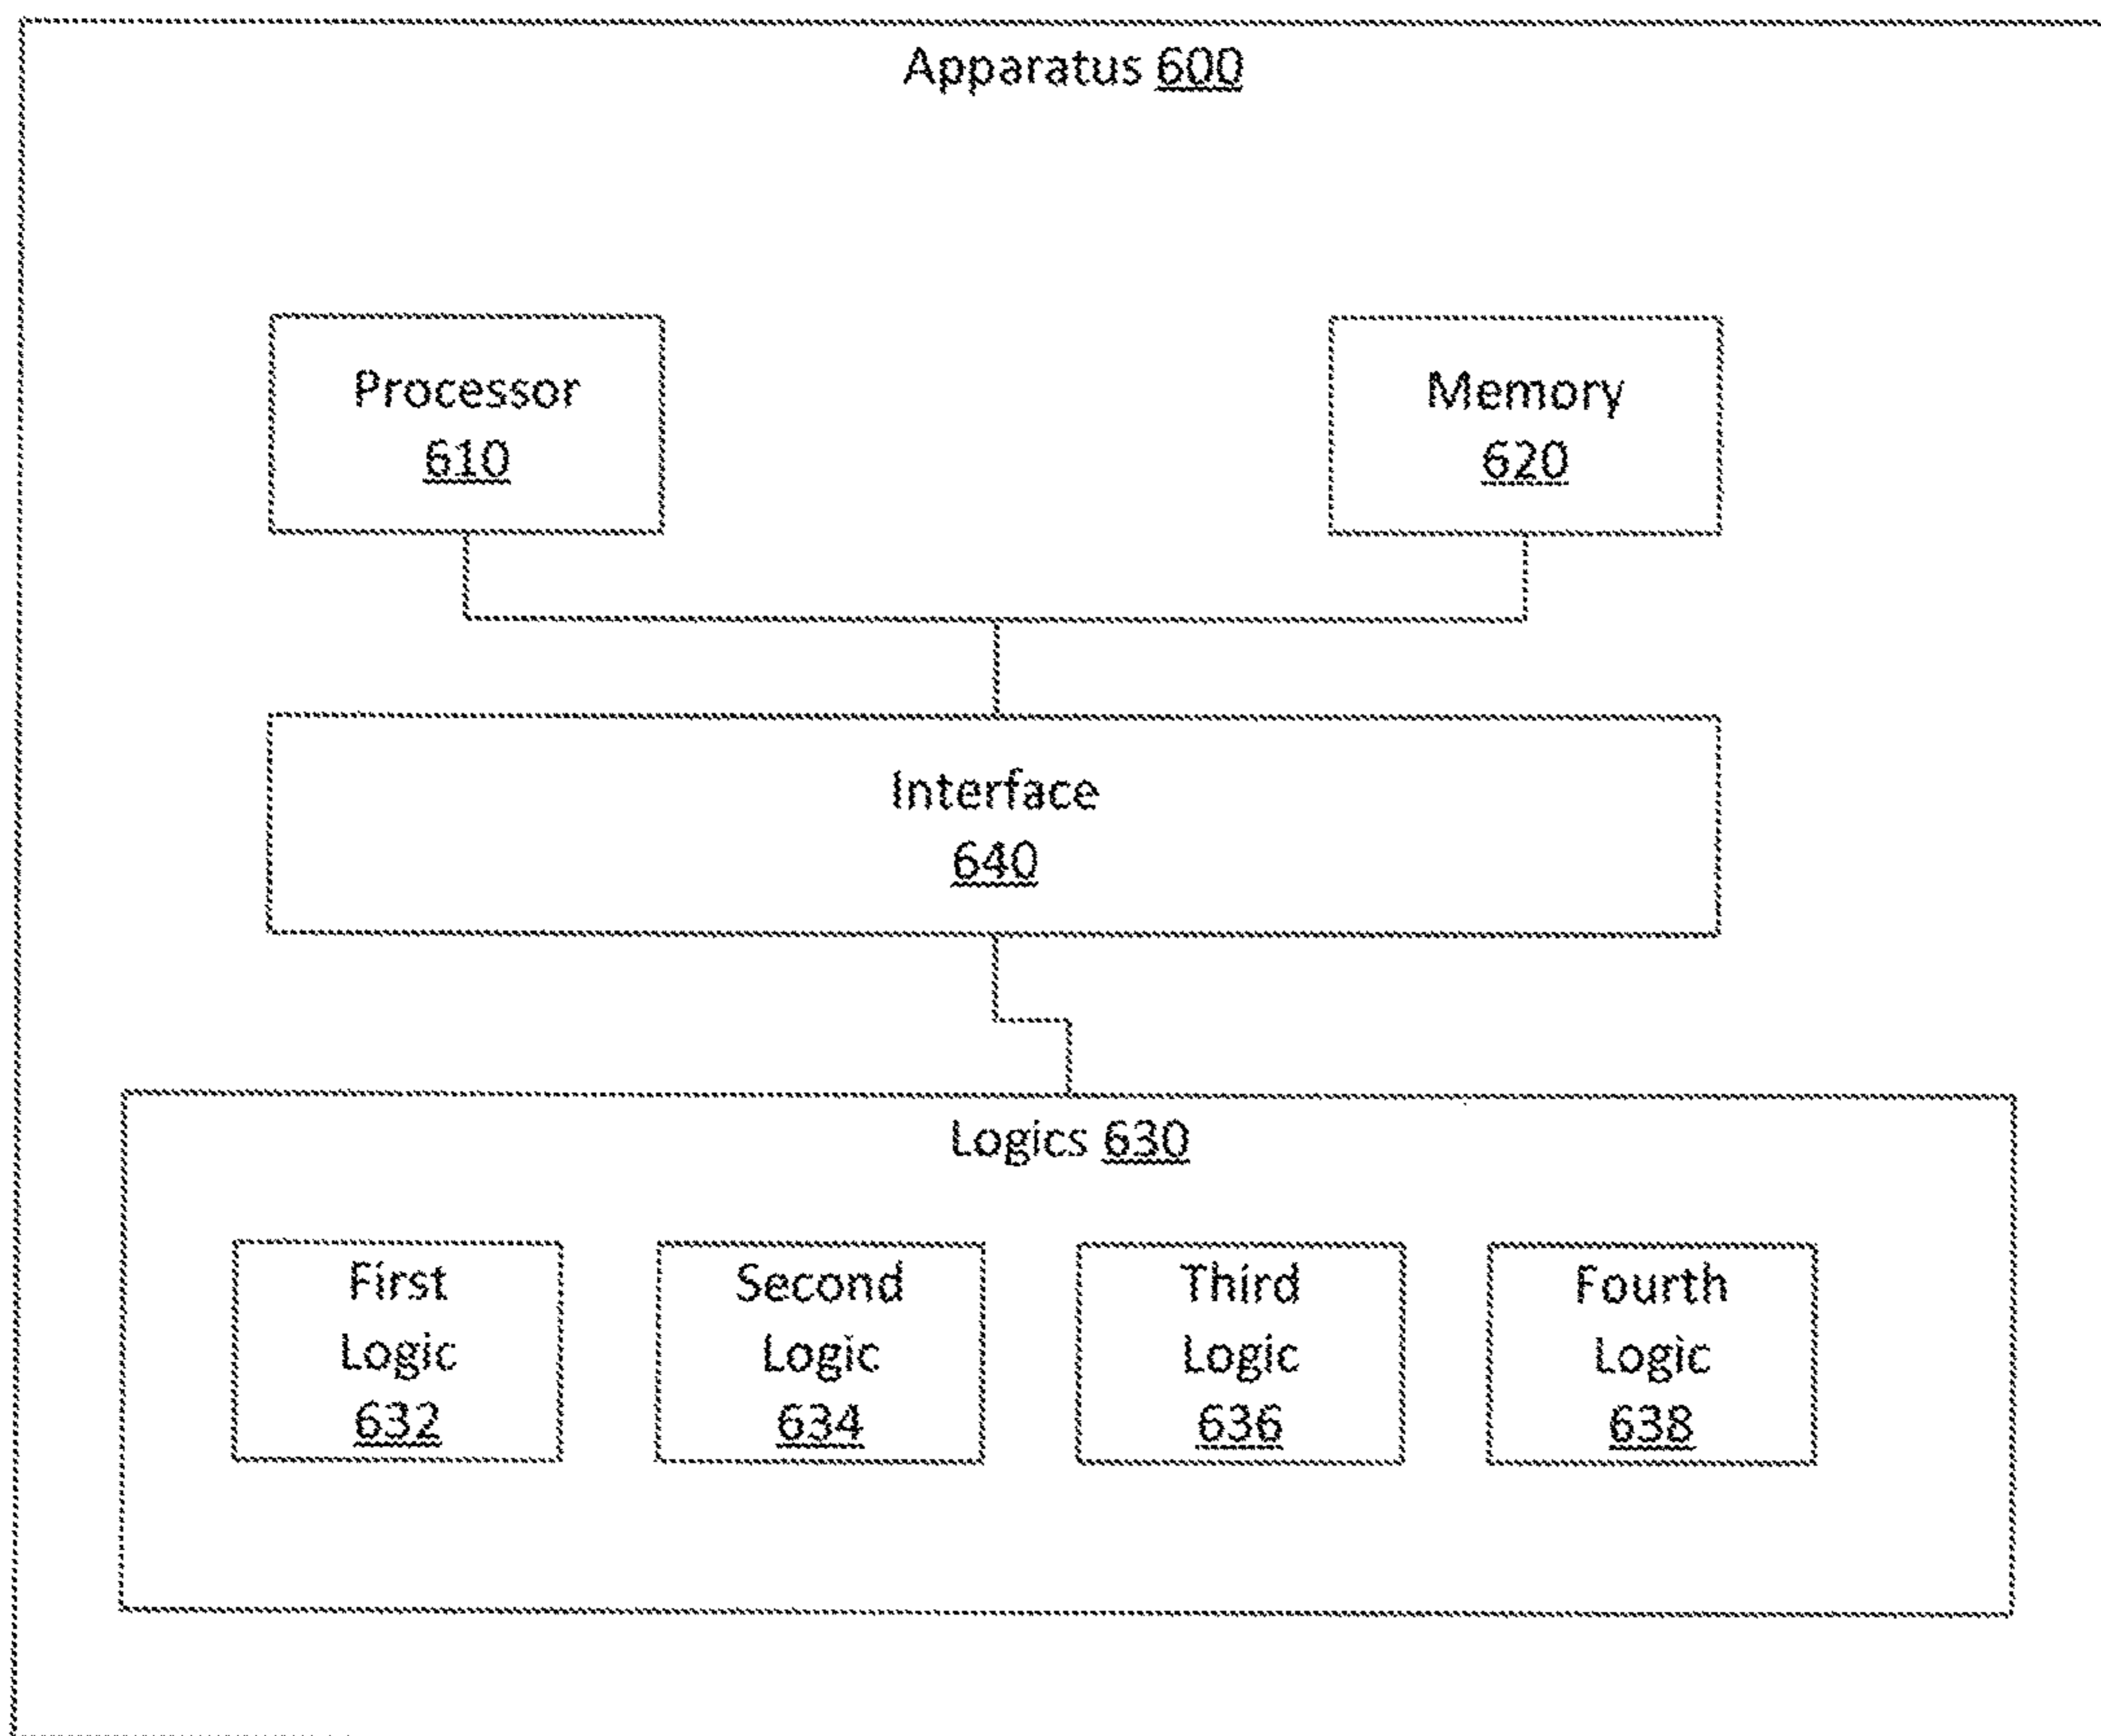 Apparatus 600
Processor
610
Memory
620
Interface
640
Logics 630
First
Logic
632
Second
Logic
634
Third
Logic
636
Fourth
Logic
638